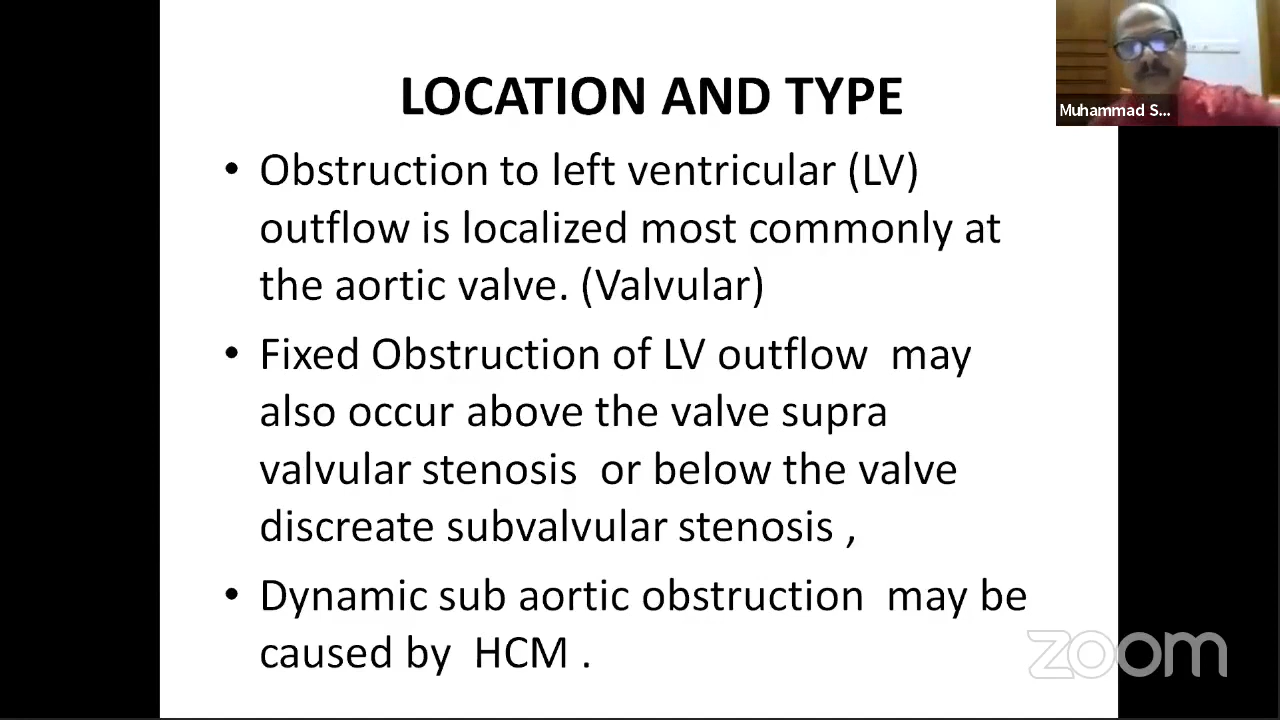 LOCATION AND TYPE
• Obstruction to left ventricular (LV)
outflow is localized most commonly at
the aortic valve. (Valvular)
• Fixed Obstruction of LV outflow may
also occur above the valve supra
valvular stenosis or below the valve
discreate subvalvular stenosis ,
• Dynamic sub aortic obstruction may be
caused by HCM .
Muhammad S...
zoom